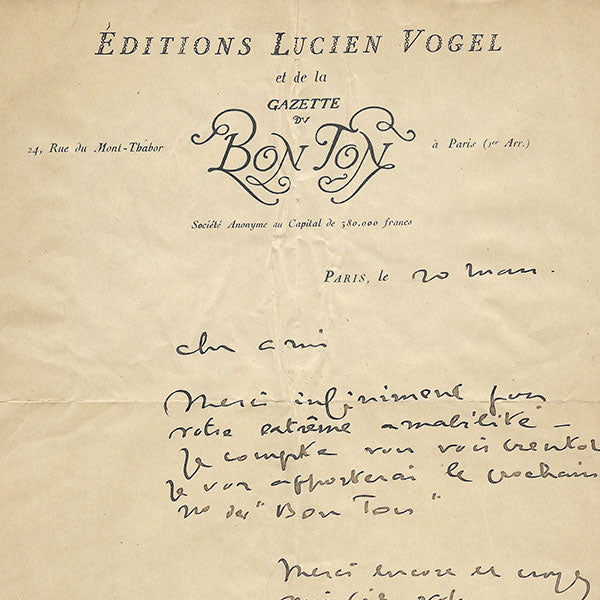 ÉDITIONS LUCIEN VOGEL
et de la
GAZETTE
DU
BON TON
24, Rue du Mont-Thabor
à Paris (1er Arr.)
Société Anonyme au Capital de 580.000 francs
PARIS, le 20 mars.
cher ami
Merci infiniment pour
votre extrême amabilité –
Je compte vous voir bientôt
Je vous apporterai le prochain
no du "Bon Ton"
Merci encore et croyez